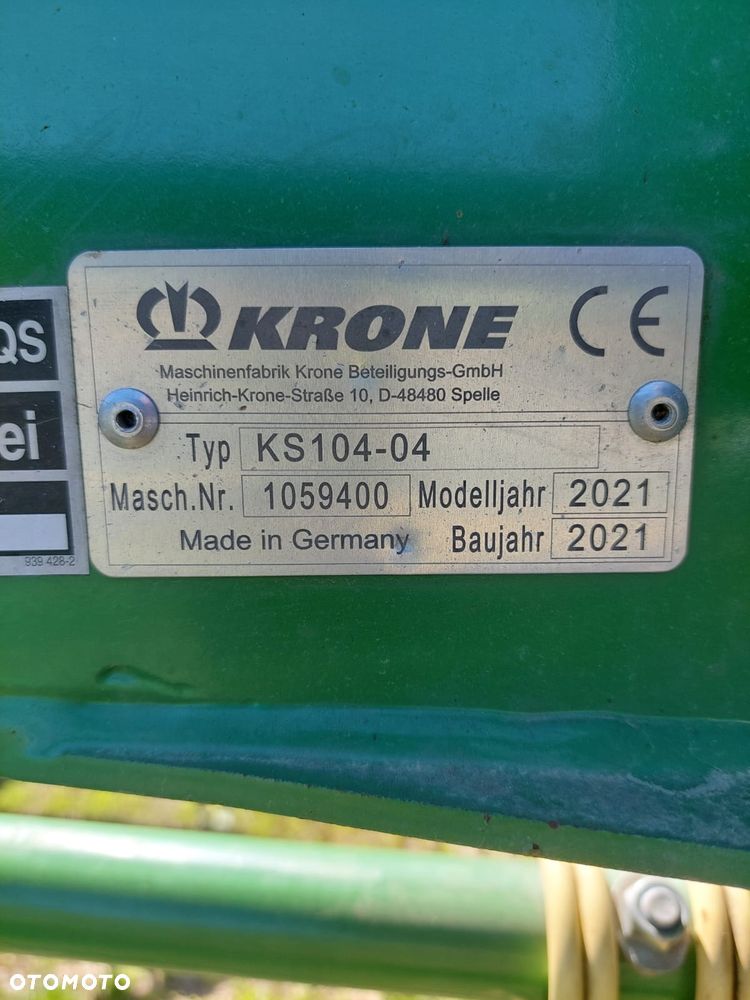 KRONE CE
Maschinenfabrik Krone Beteiligungs-GmbH
Heinrich-Krone-Straße 10, D-48480 Spelle
QS
ei
Typ KS104-04
Masch.Nr. 1059400 Modelljahr 2021
Made in Germany Baujahr 2021
939 428-2
OTOMOTO